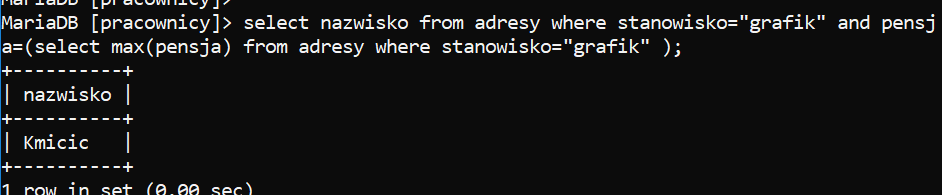 MariaDB [pracownicy]>
MariaDB [pracownicy]> select nazwisko from adresy where stanowisko="grafik" and pensj
a=(select max(pensja) from adresy where stanowisko="grafik" );
+----------+
| nazwisko |
+----------+
| Kmicic   |
+----------+
1 row in set (0.00 sec)